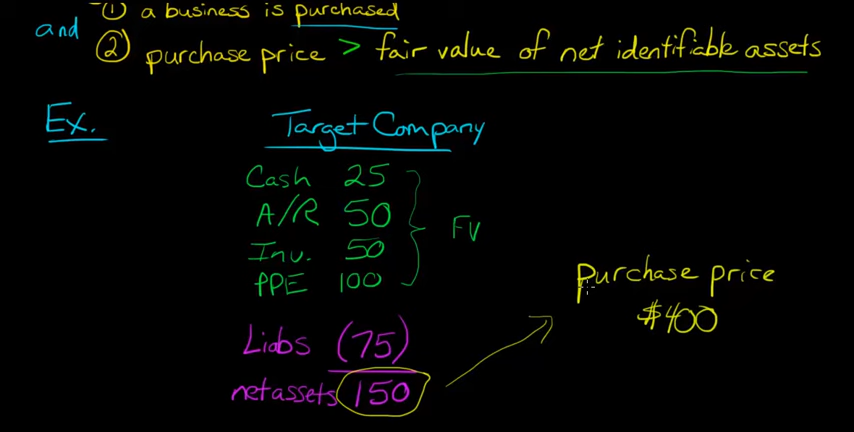 ① a business is purchased
and
② purchase price > fair value of net identifiable assets
Ex.
Target Company
Cash 25
A/R 50
Inv. 50
PPE 100
FV
Purchase price
$400
Liabs (75)
net assets 150